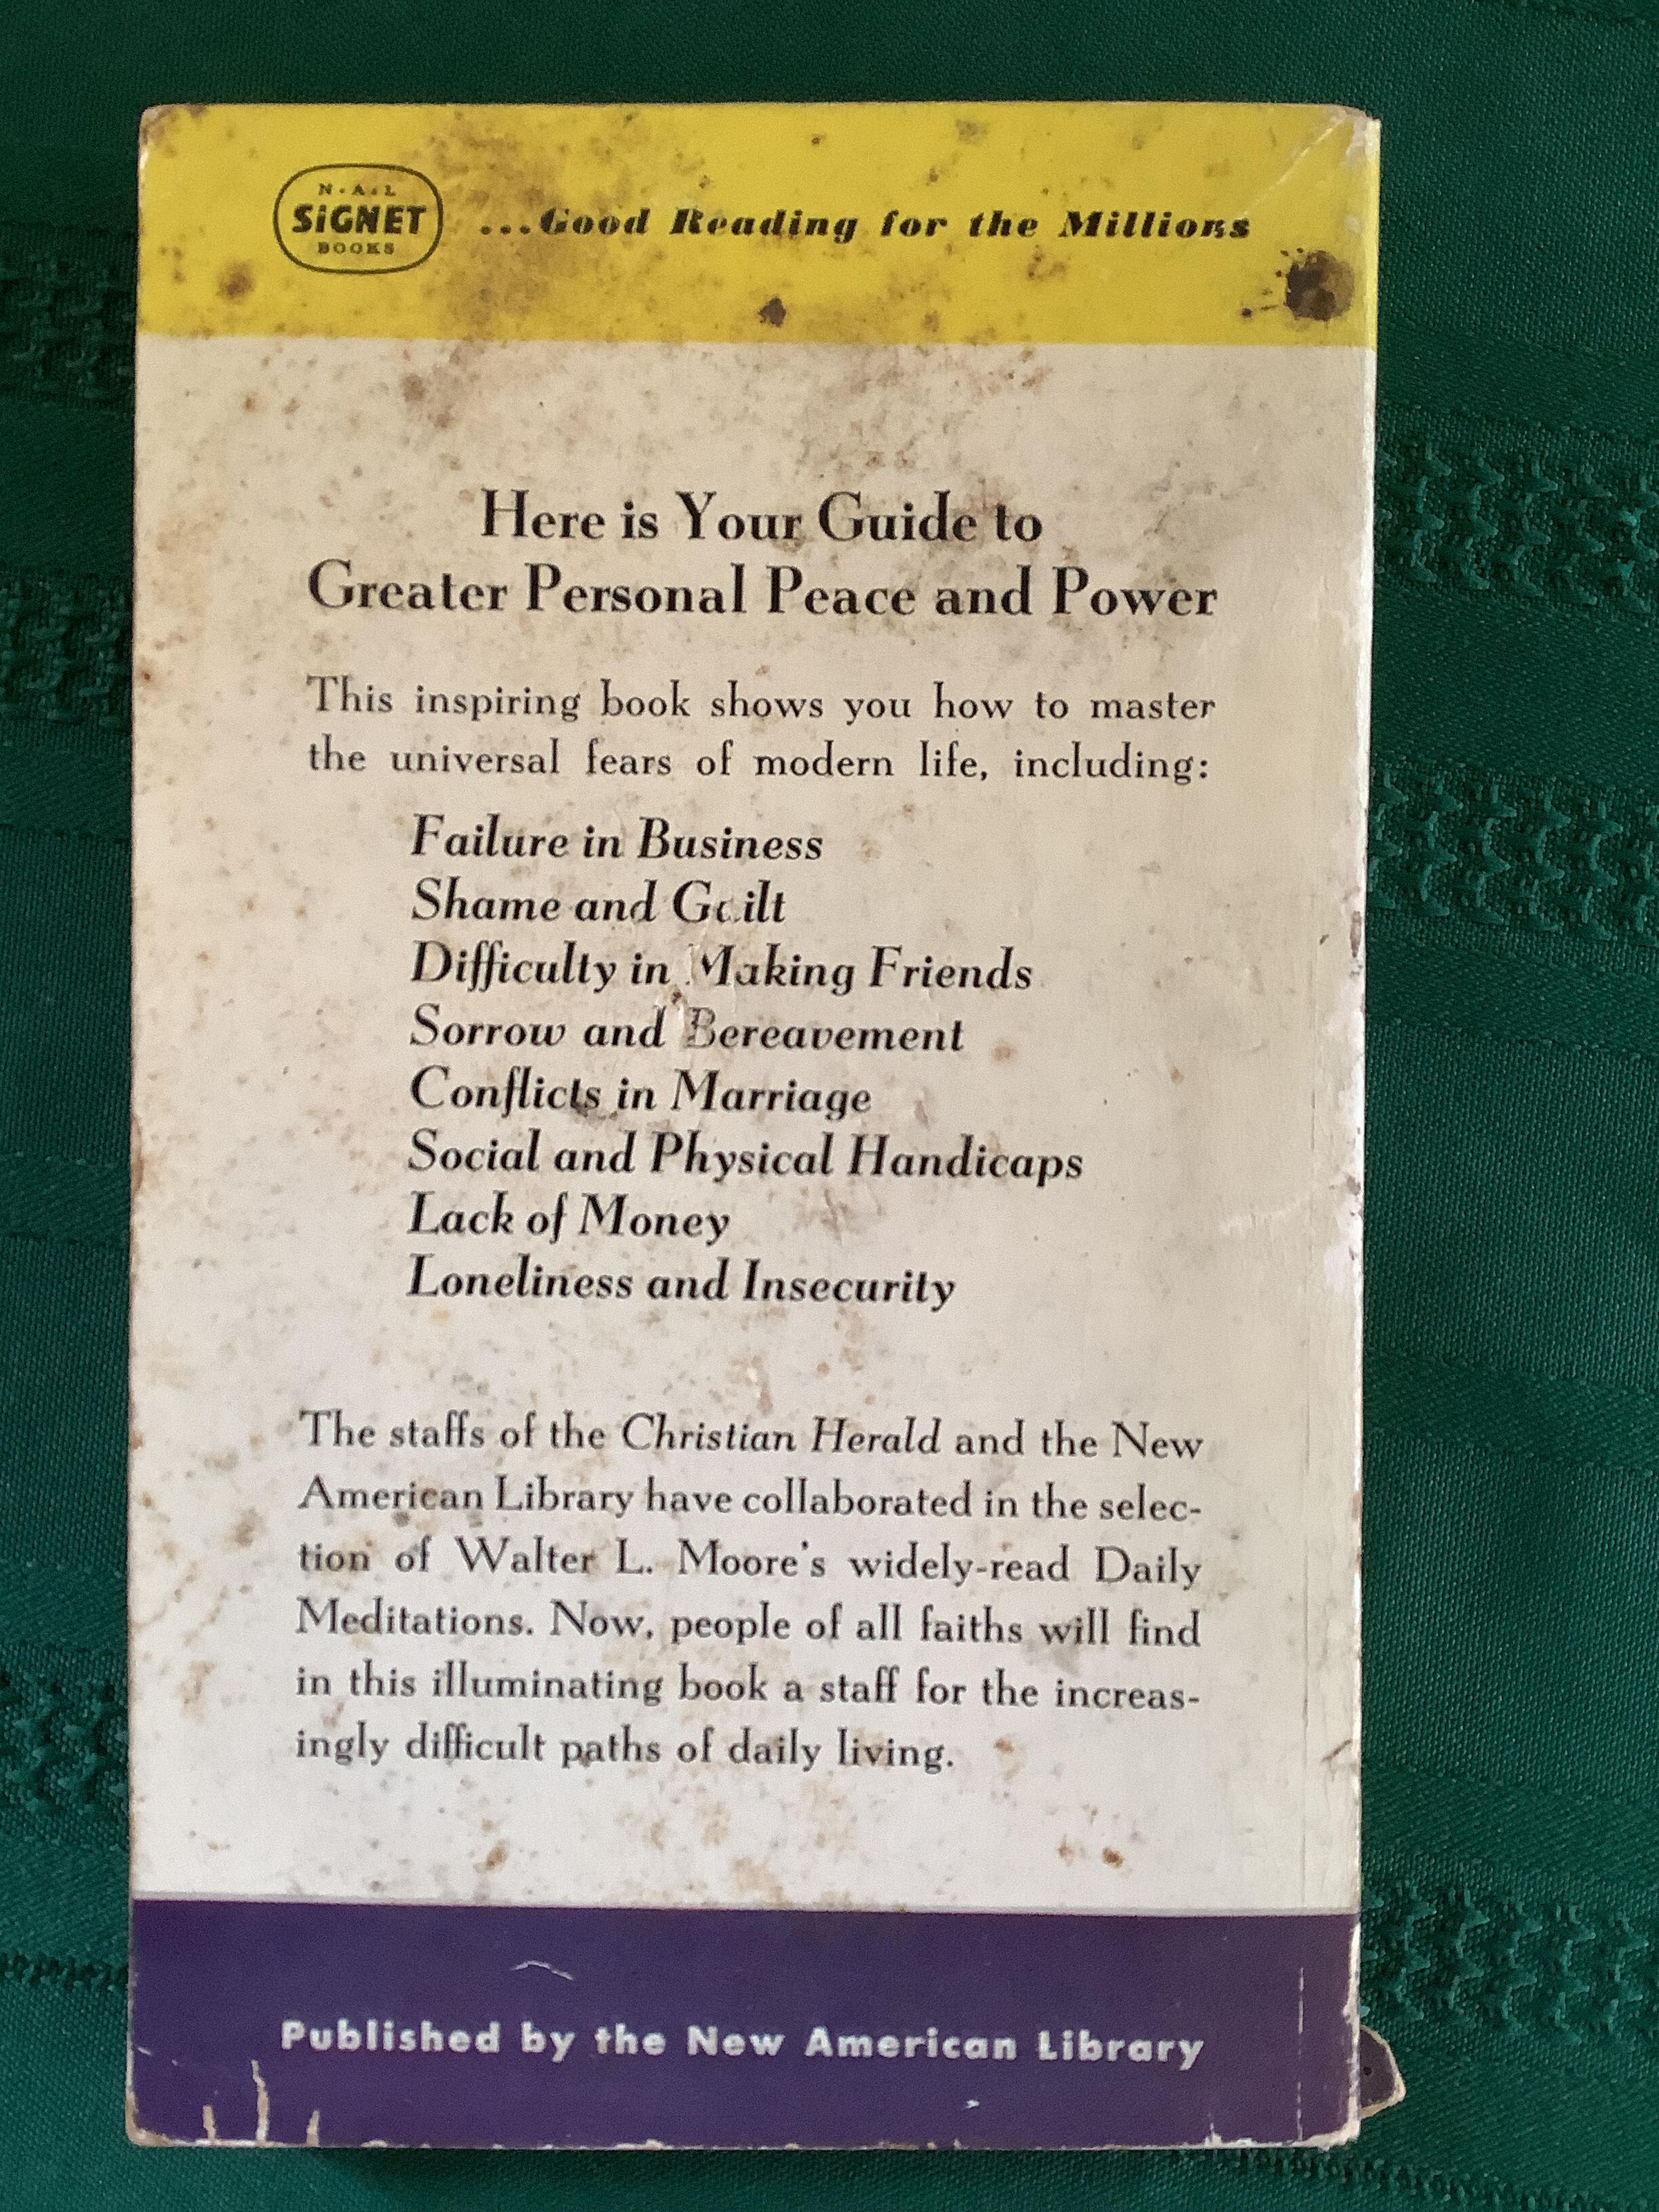 N·A·L
SiGNET
BOOKS
...Good Reading for the Millions
Here is Your Guide to
Greater Personal Peace and Power
This inspiring book shows you how to master
the universal fears of modern life, including:
Failure in Business
Shame and Guilt
Difficulty in Making Friends
Sorrow and Bereavement
Conflicts in Marriage
Social and Physical Handicaps
Lack of Money
Loneliness and Insecurity
The staffs of the Christian Herald and the New
American Library have collaborated in the selec-
tion of Walter L. Moore's widely-read Daily
Meditations. Now, people of all faiths will find
in this illuminating book a staff for the increas-
ingly difficult paths of daily living.
Published by the New American Library